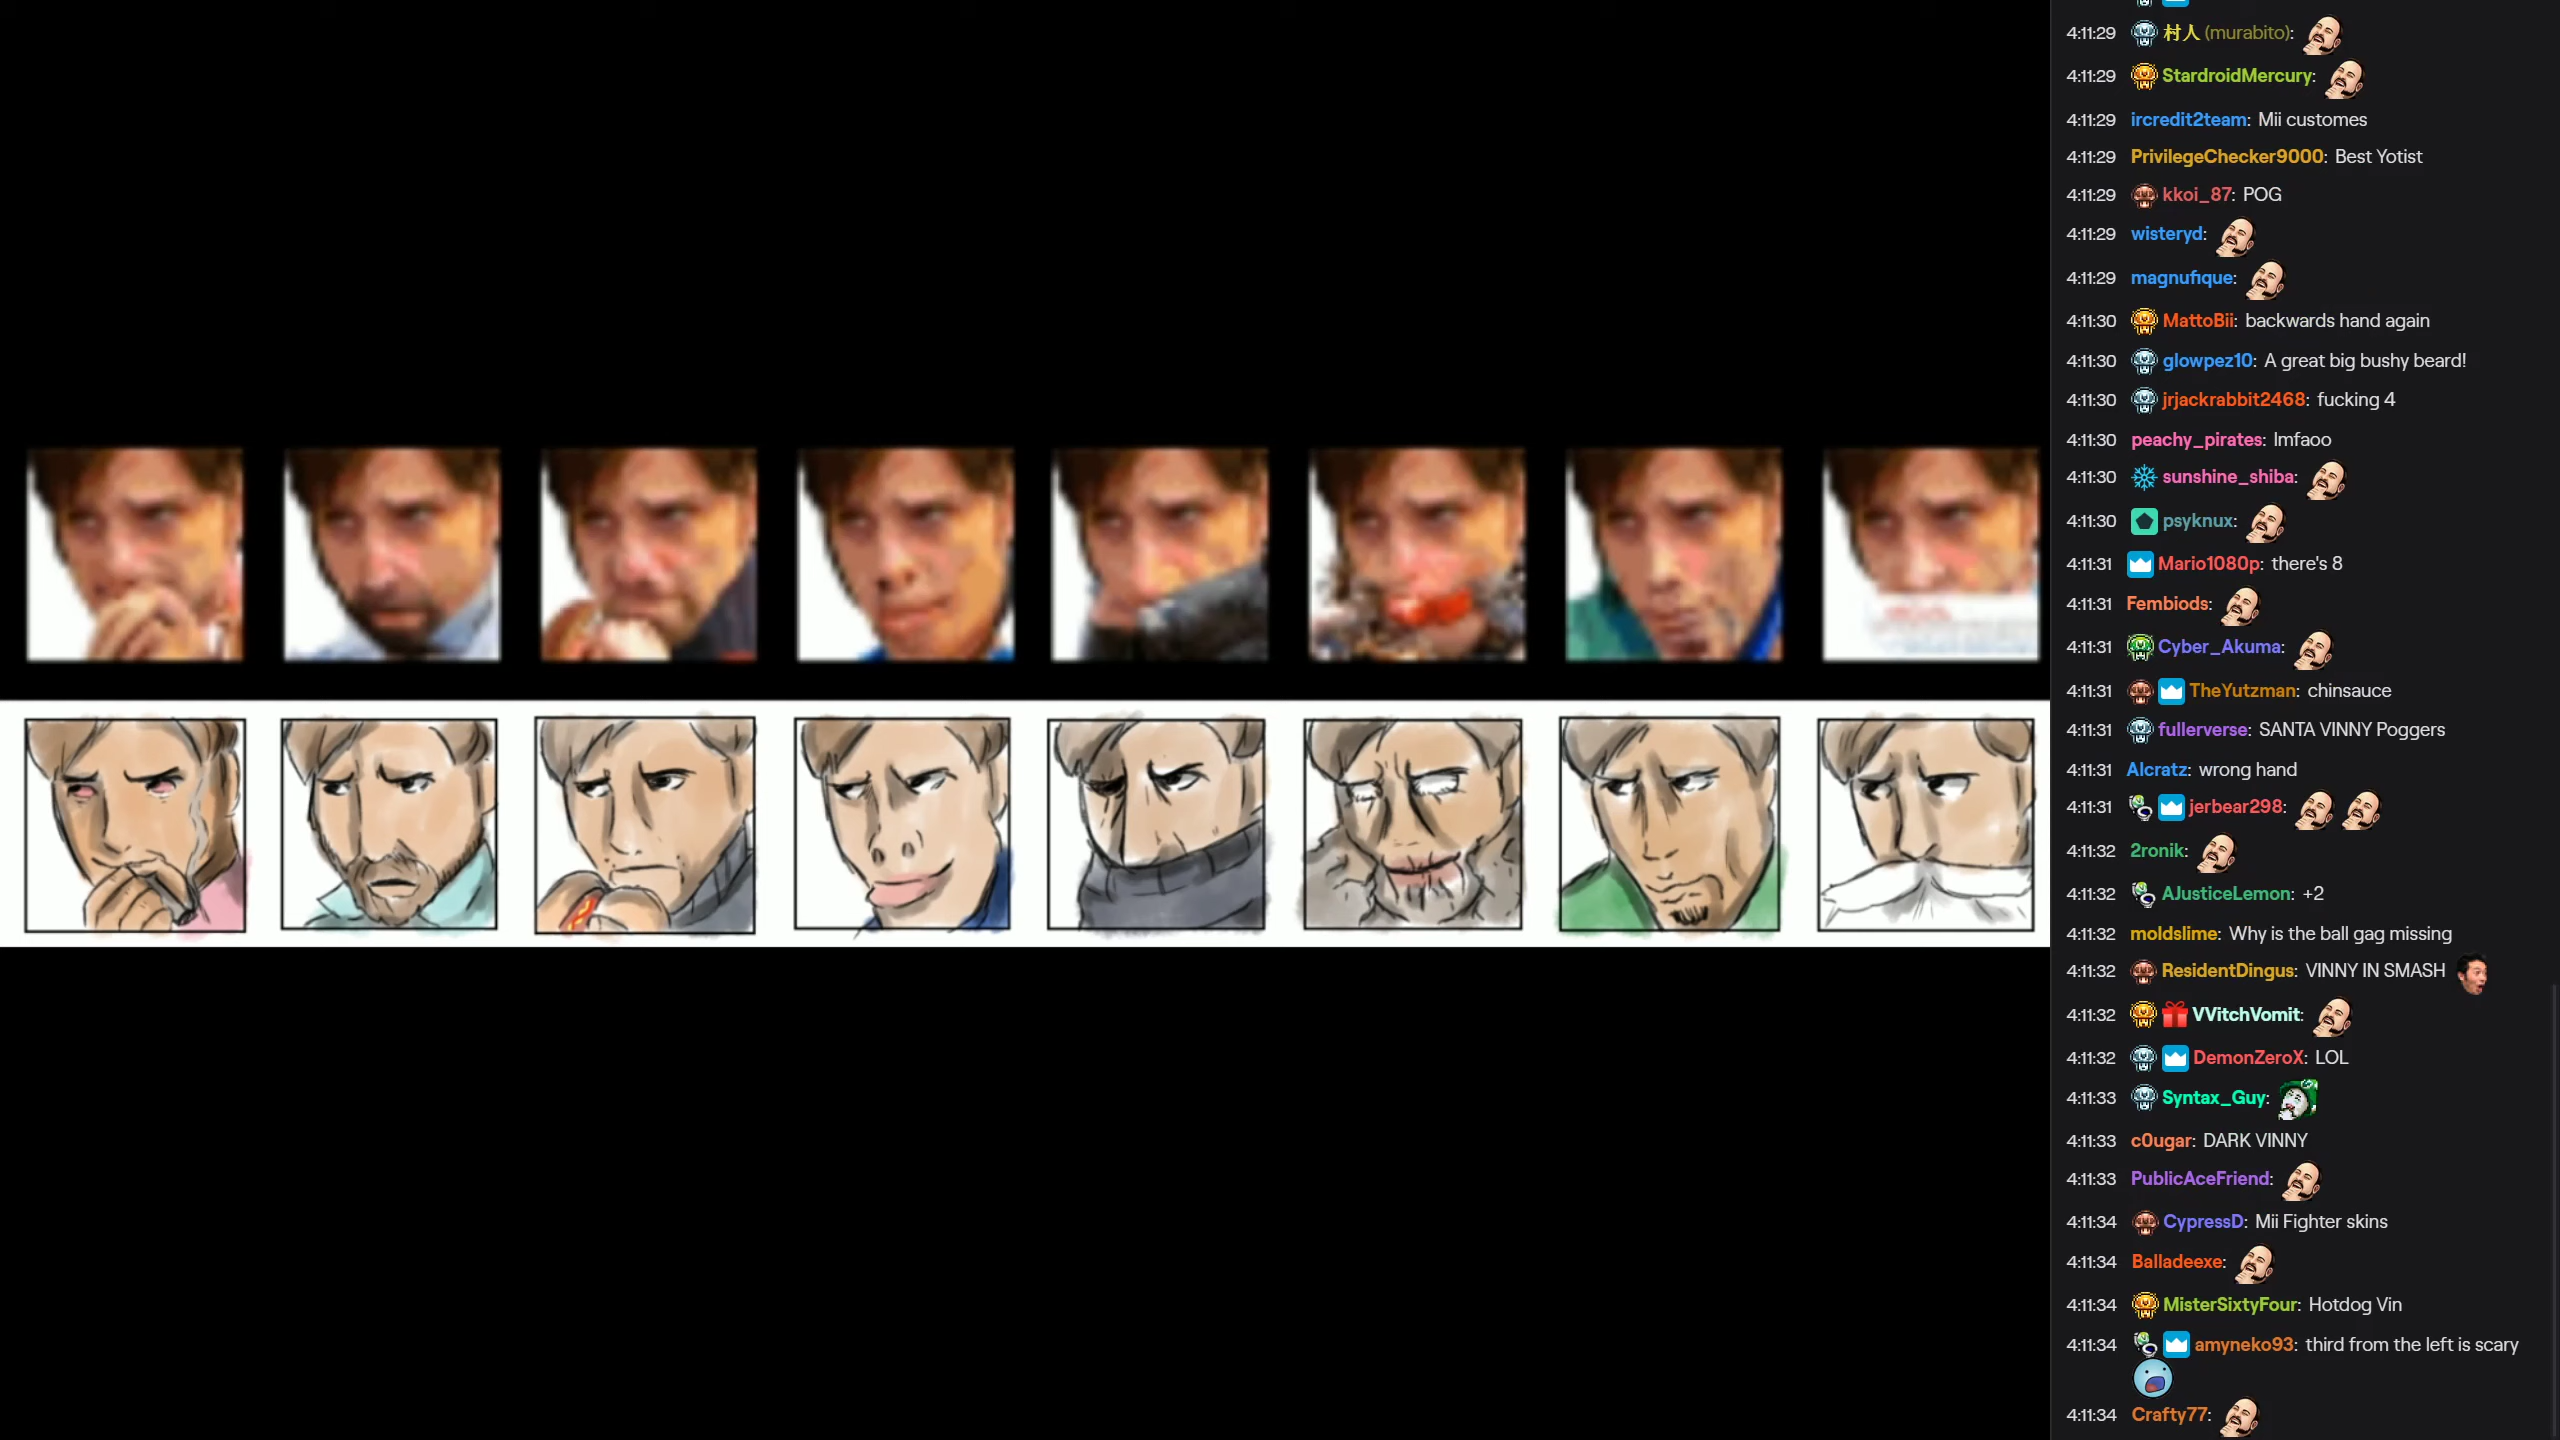 4:11:29 村人 (murabito):
4:11:29 StardroidMercury:
4:11:29 ircredit2team: Mii customes
4:11:29 PrivilegeChecker9000: Best Yotist
4:11:29 kkoi_87: POG
4:11:29 wisteryd:
4:11:29 magnufique:
4:11:30 MattoBii: backwards hand again
4:11:30 glowpez10: A great big bushy beard!
4:11:30 jrjackrabbit2468: fucking 4
4:11:30 peachy_pirates: lmfaoo
4:11:30 sunshine_shiba:
4:11:30 psyknux:
4:11:31 Mario1080p: there's 8
4:11:31 Fembiods:
4:11:31 Cyber_Akuma:
4:11:31 TheYutzman: chinsauce
4:11:31 fullerverse: SANTA VINNY Poggers
4:11:31 Alcratz: wrong hand
4:11:31 jerbear298:
4:11:32 2ronik:
4:11:32 AJusticeLemon: +2
4:11:32 moldslime: Why is the ball gag missing
4:11:32 ResidentDingus: VINNY IN SMASH
4:11:32 VVitchVomit:
4:11:32 DemonZeroX: LOL
4:11:33 Syntax_Guy:
4:11:33 c0ugar: DARK VINNY
4:11:33 PublicAceFriend:
4:11:34 CypressD: Mii Fighter skins
4:11:34 Balladeexe:
4:11:34 MisterSixtyFour: Hotdog Vin
4:11:34 amyneko93: third from the left is scary
4:11:34 Crafty77: